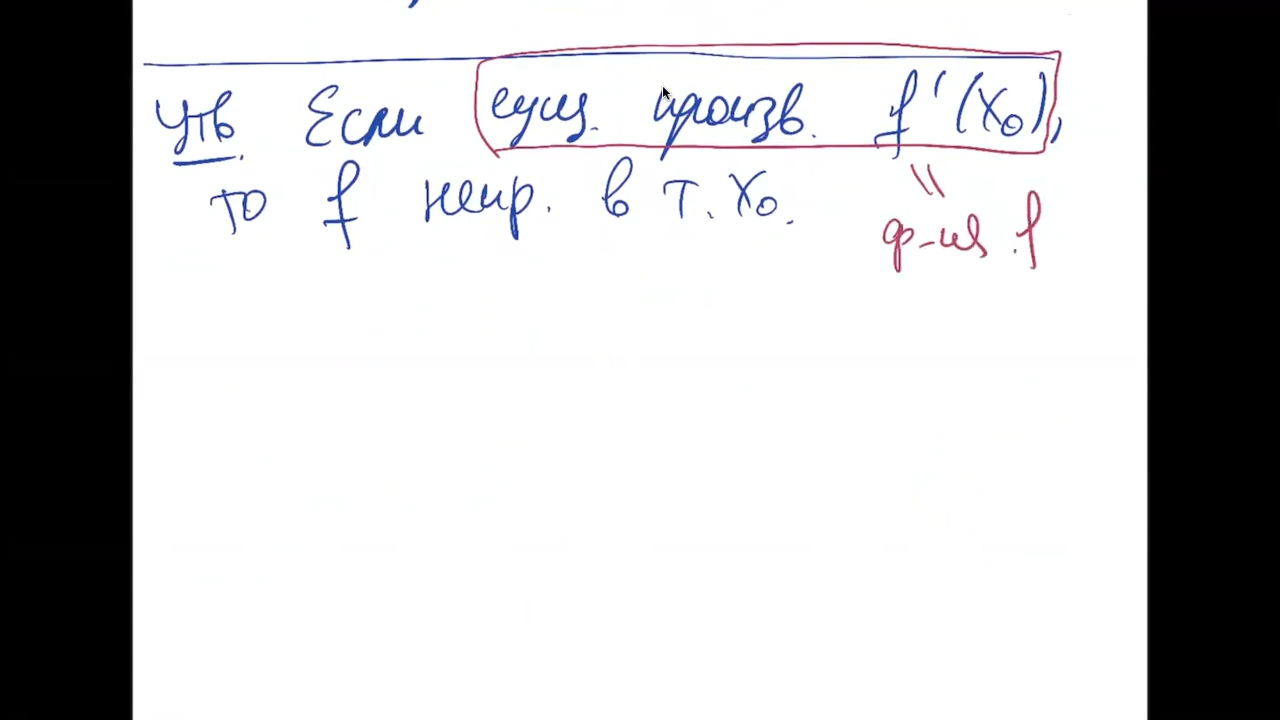 Утв. Если сущ. произв. f'(x₀),
то f непр. в т. x₀.
"
ф-ия f